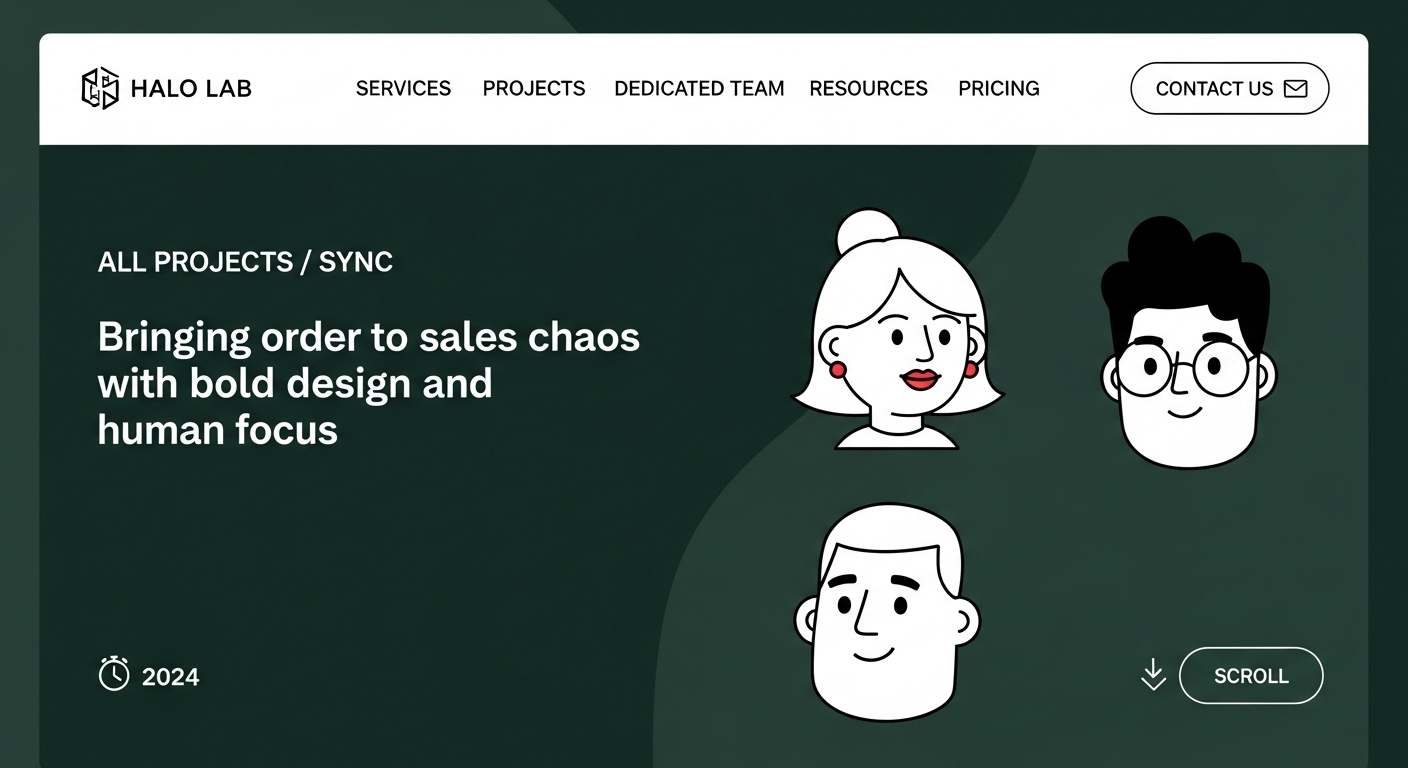 HALO LAB
SERVICES
PROJECTS
DEDICATED TEAM
RESOURCES
PRICING
CONTACT US
ALL PROJECTS / SYNC
Bringing order to sales chaos
with bold design and
human focus
2024
SCROLL